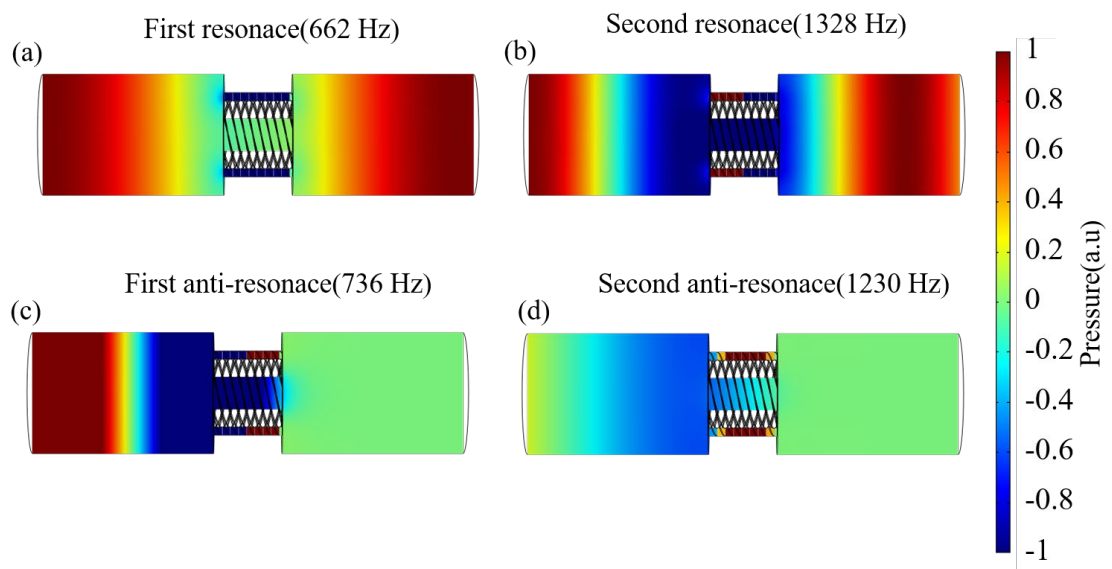 First resonace(662 Hz)
Second resonace(1328 Hz)
(a)
(b)
First anti-resonace(736 Hz)
Second anti-resonace(1230 Hz)
(c)
(d)
1
0.8
0.6
0.4
0.2
0
-0.2
-0.4
-0.6
-0.8
-1
Pressure(a.u)